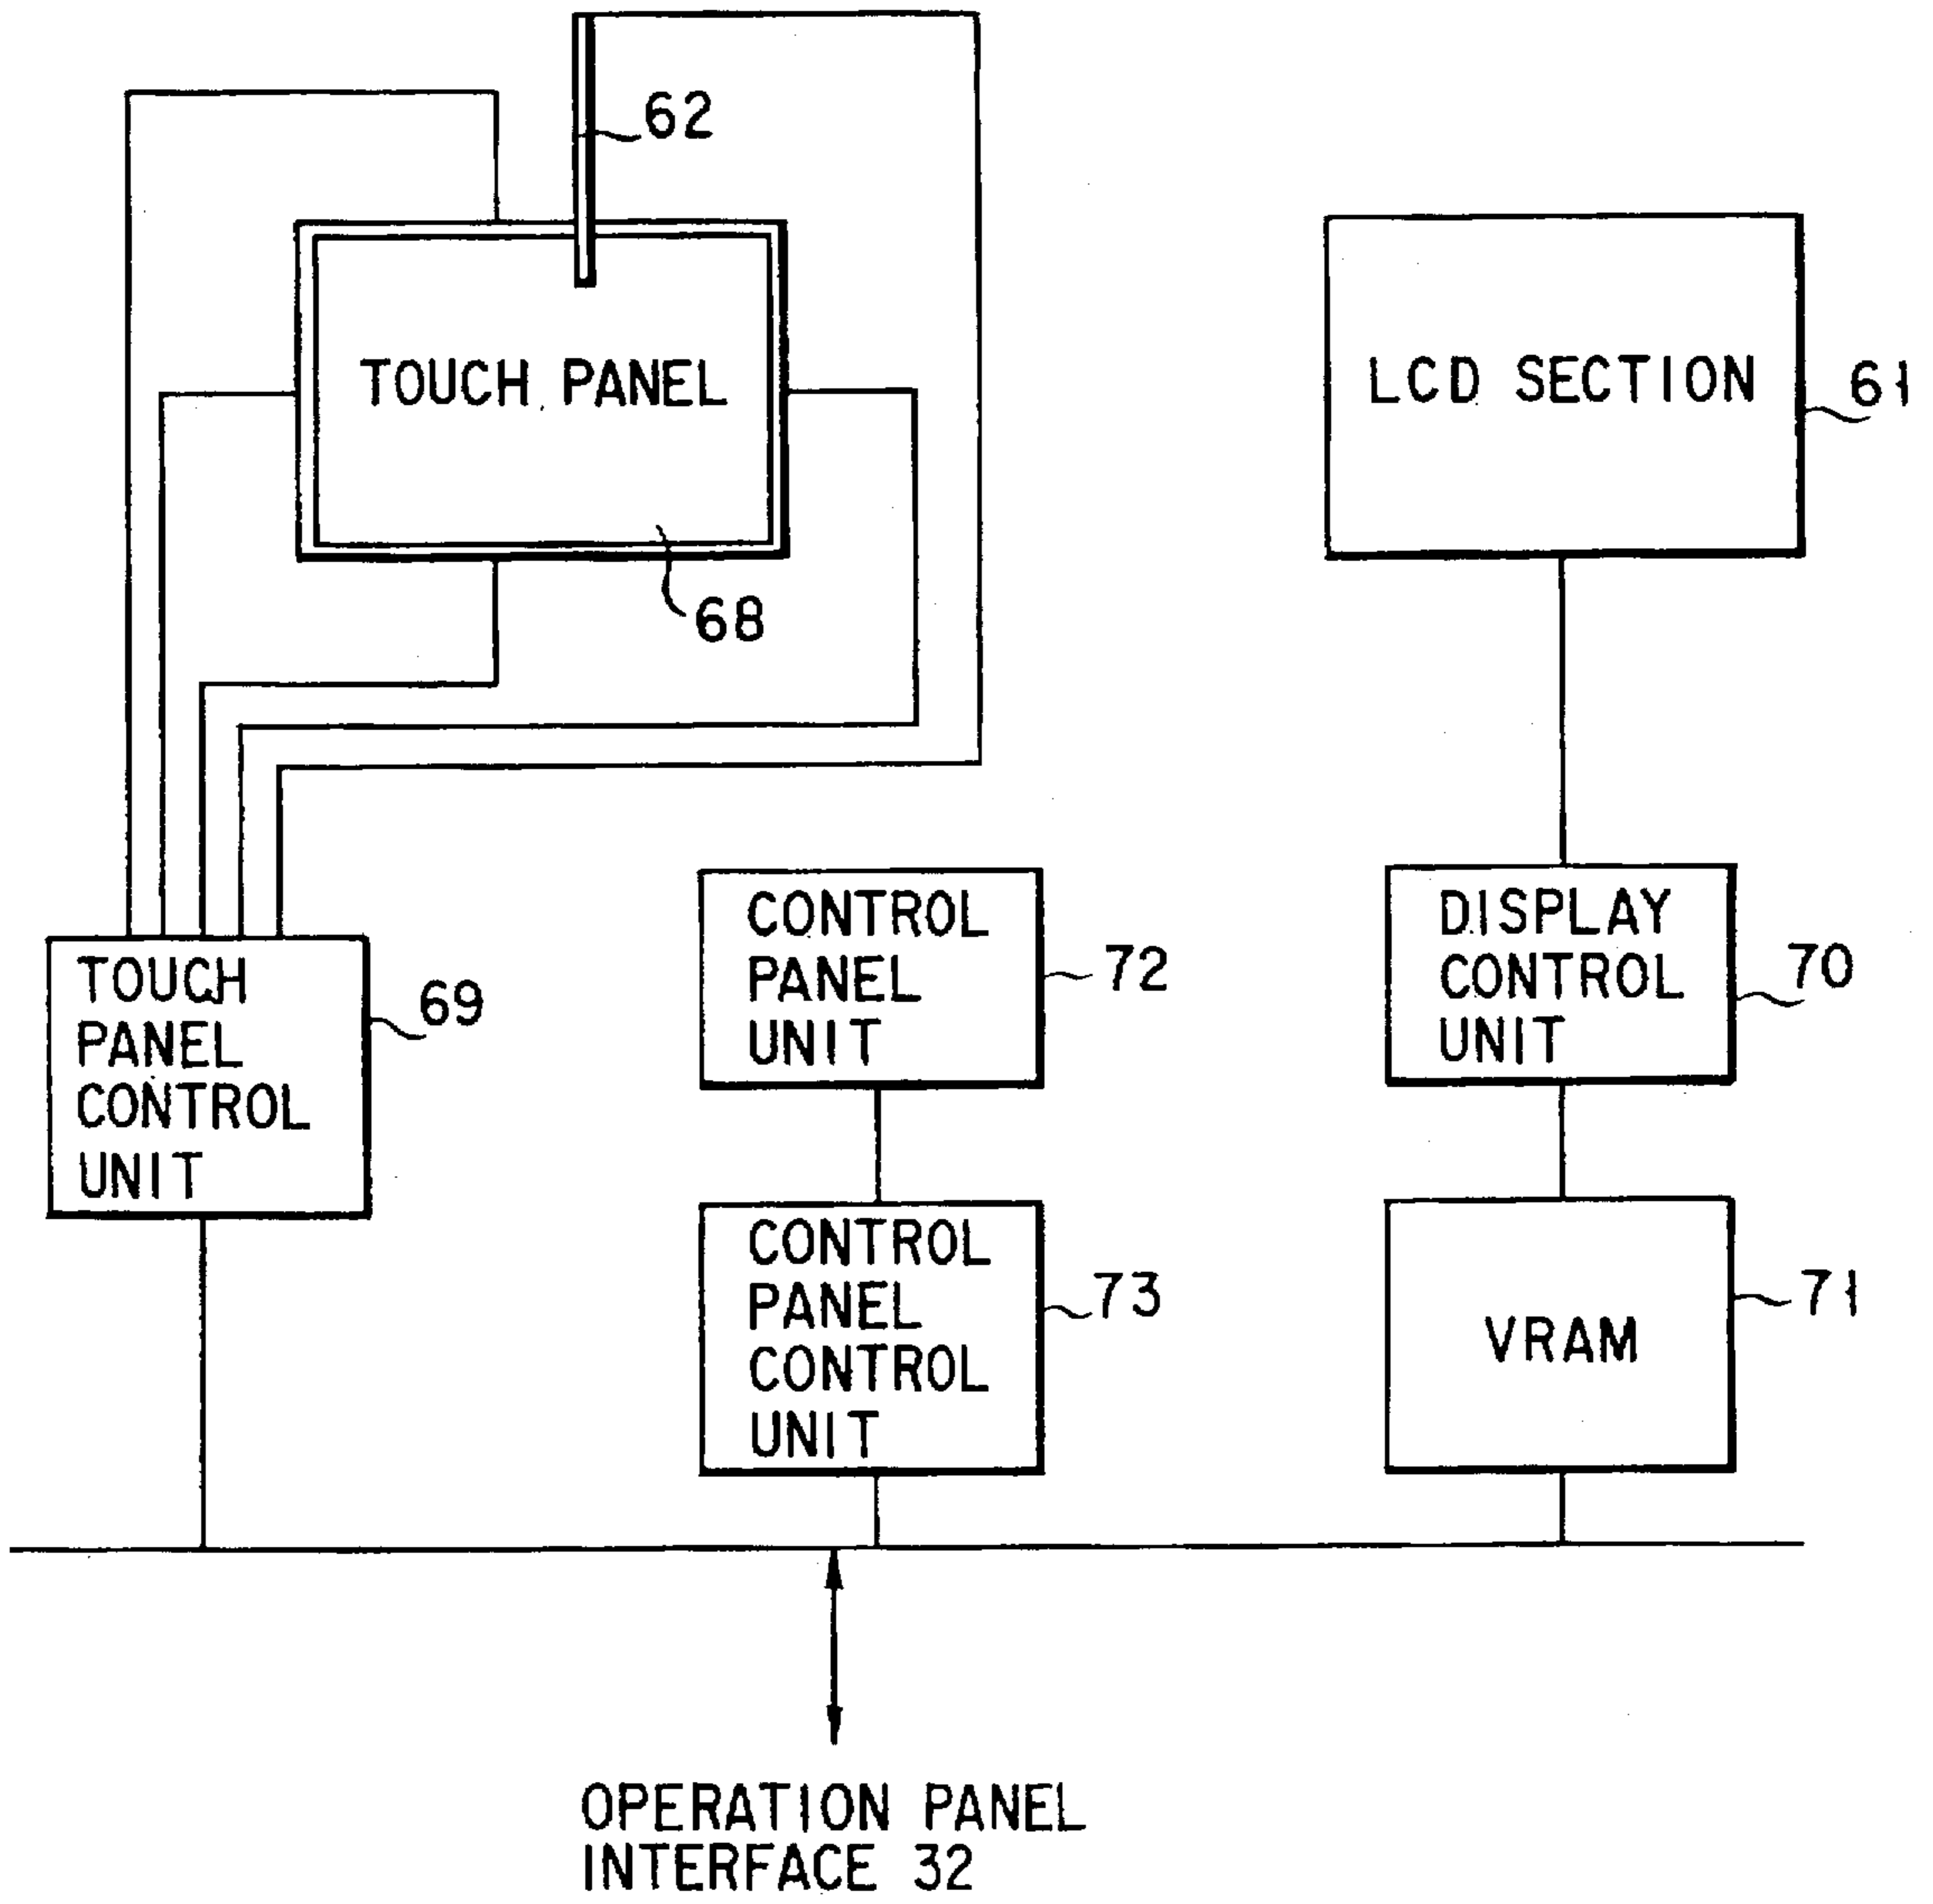 62
TOUCH PANEL
68
LCD SECTION
61
TOUCH
PANEL
CONTROL
UNIT
69
CONTROL
PANEL
UNIT
72
DISPLAY
CONTROL
UNIT
70
CONTROL
PANEL
CONTROL
UNIT
73
VRAM
71
OPERATION PANEL
INTERFACE 32